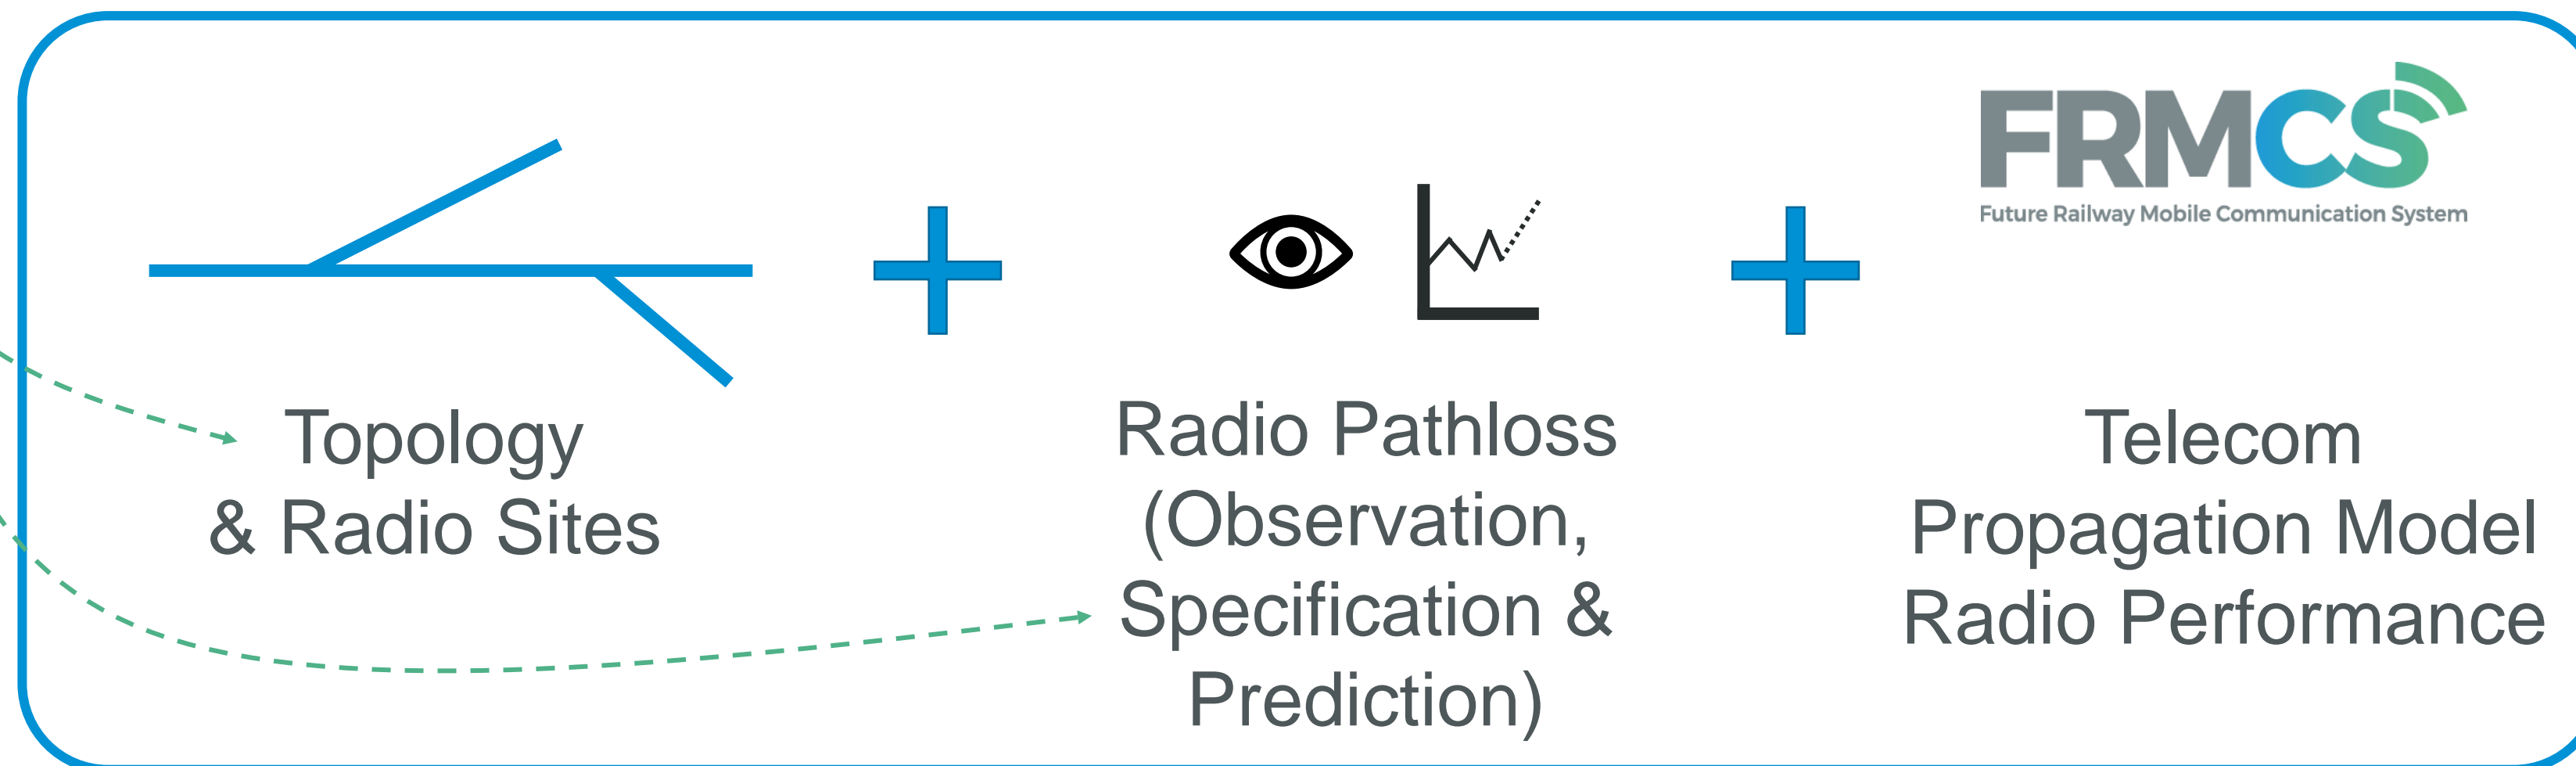 FRMCS
Future Railway Mobile Communication System
Topology
& Radio Sites
Radio Pathloss
(Observation,
Specification &
Prediction)
Telecom
Propagation Model
Radio Performance